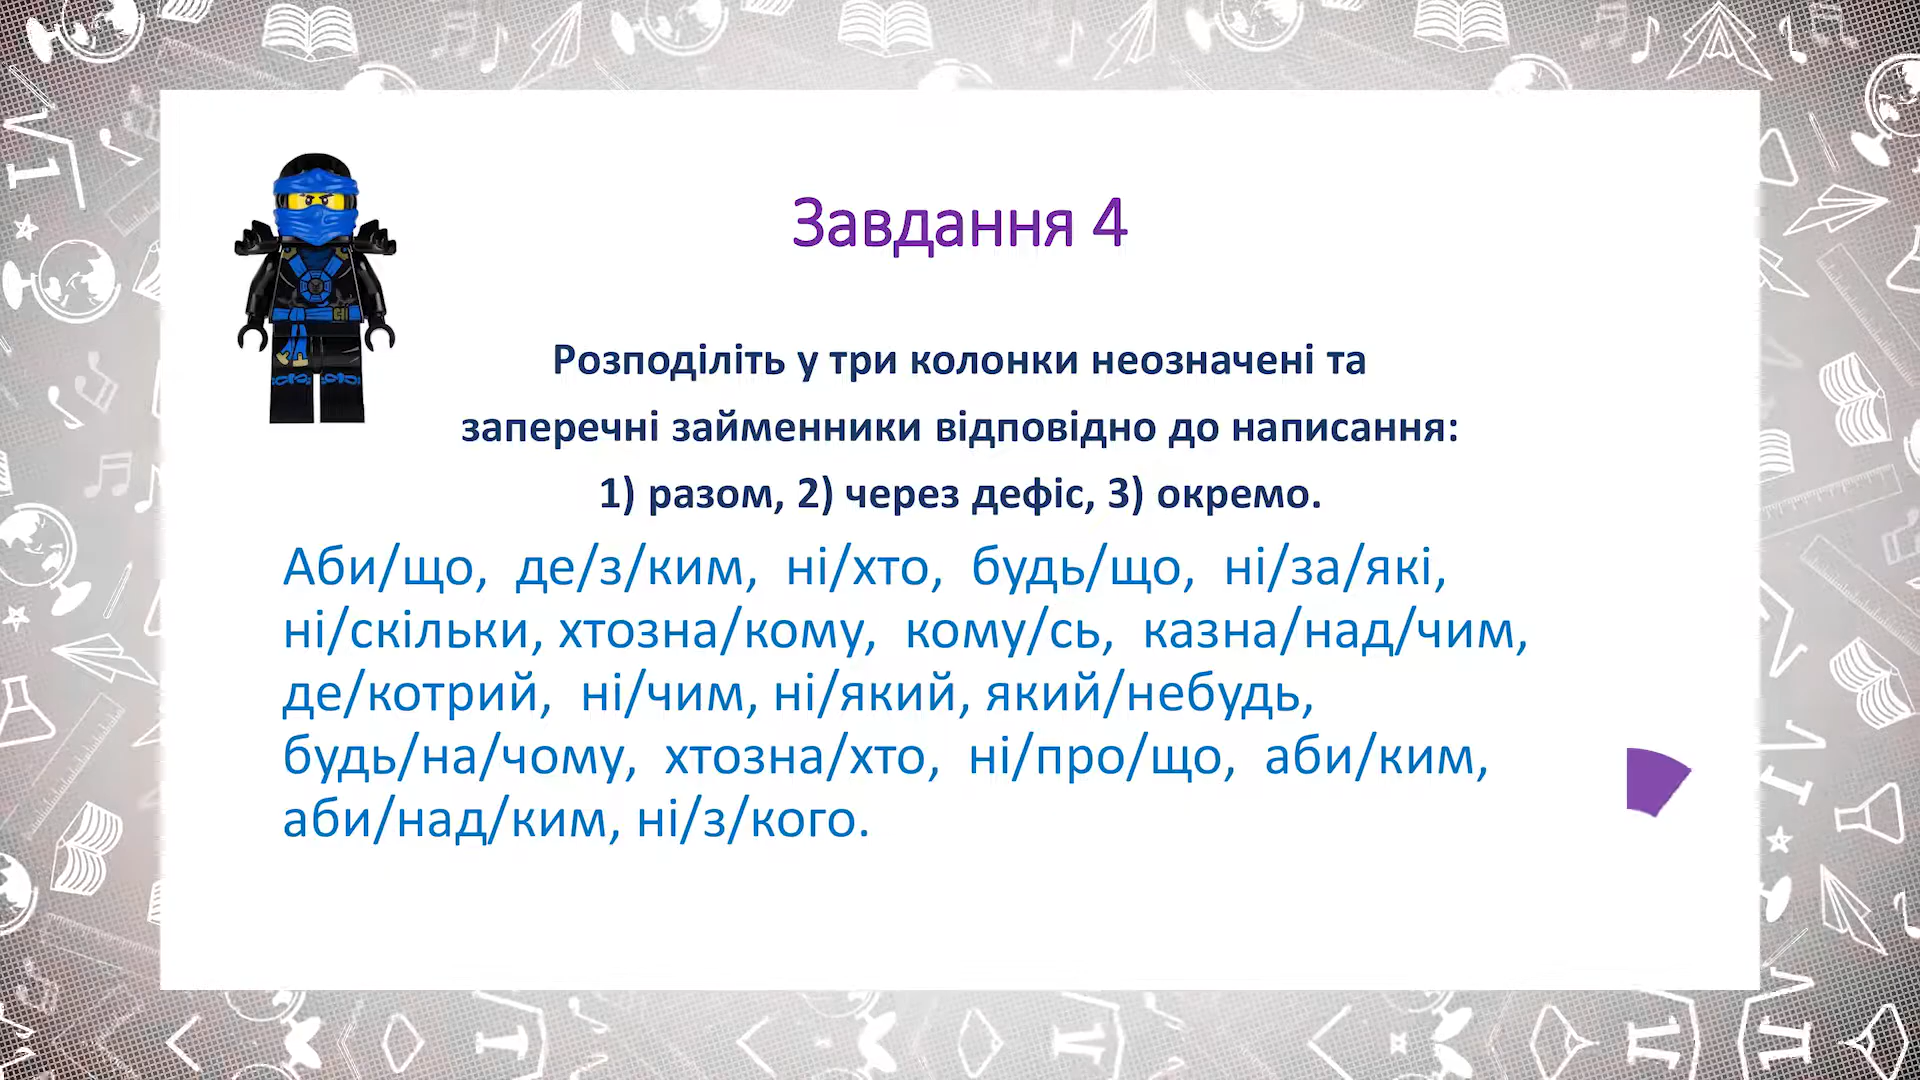 Завдання 4
Розподіліть у три колонки неозначені та
заперечні займенники відповідно до написання:
1) разом, 2) через дефіс, 3) окремо.
Аби/що, де/з/ким, ні/хто, будь/що, ні/за/які,
ні/скільки, хтозна/кому, кому/сь, казна/над/чим,
де/котрий, ні/чим, ні/який, який/небудь,
будь/на/чому, хтозна/хто, ні/про/що, аби/ким,
аби/над/ким, ні/з/кого.